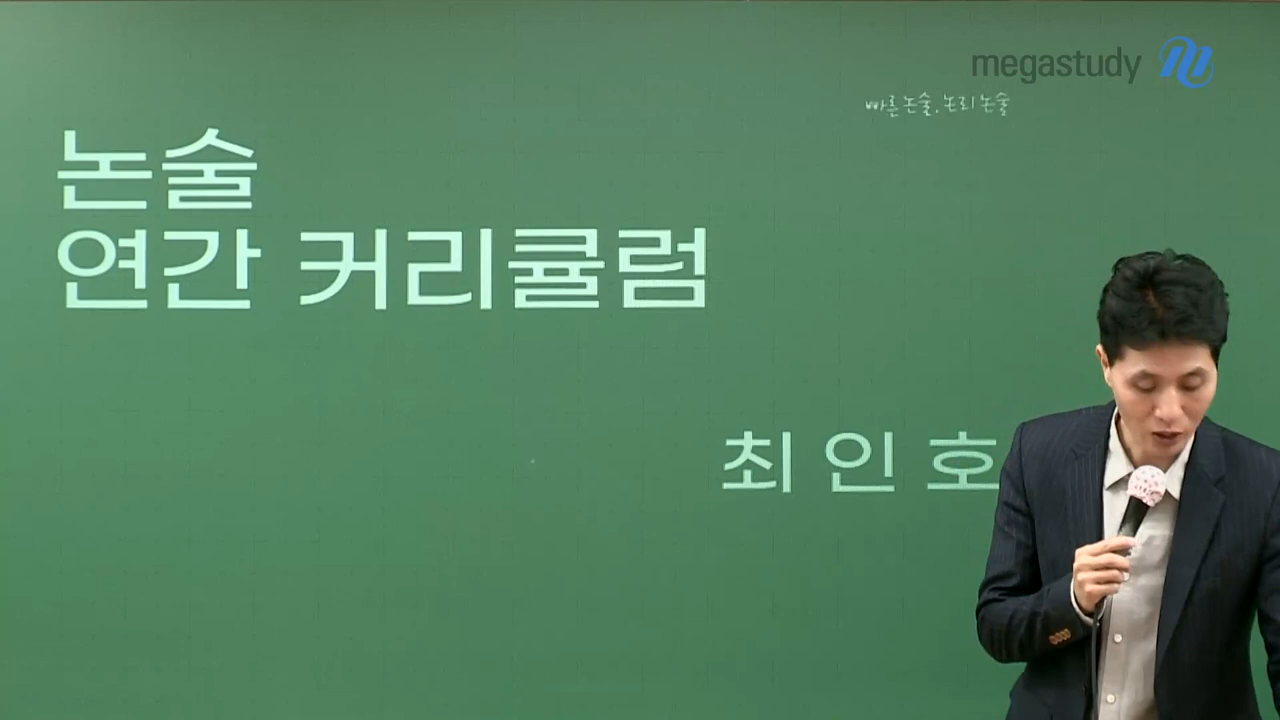 megastudy
빠른논술, 논리논술
논술
연간 커리큘럼
최인호